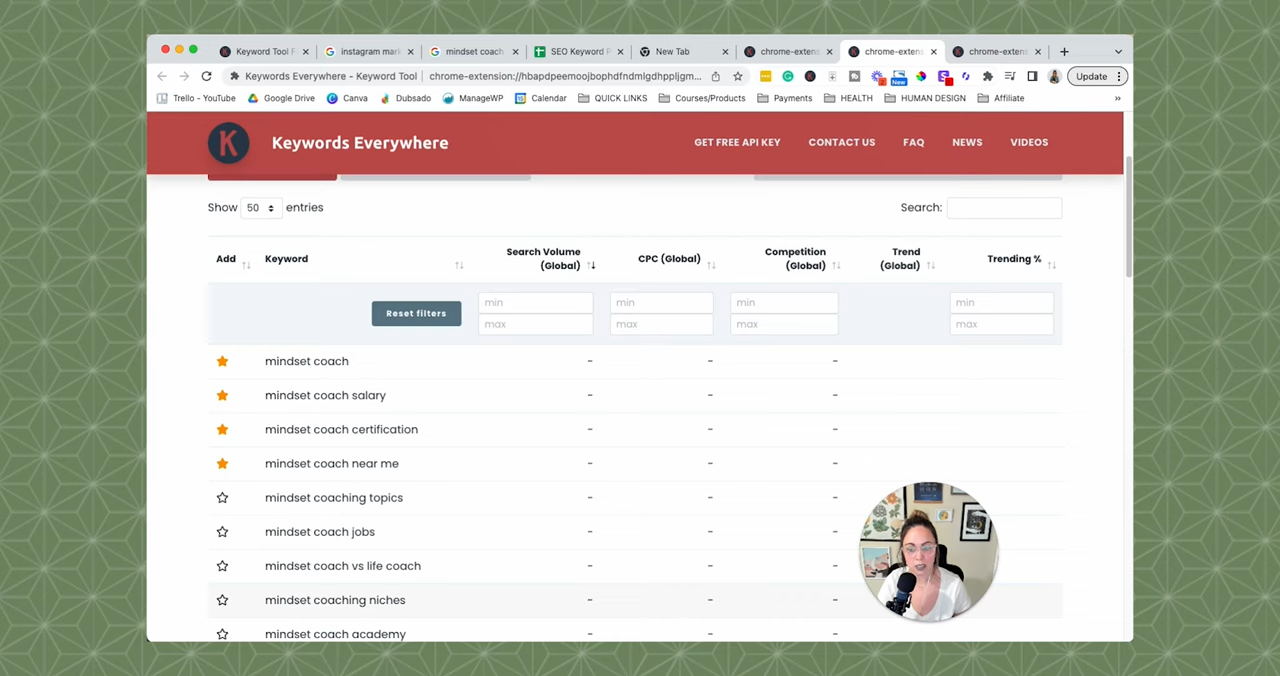 Keyword Tool F
instagram mark
mindset coach
SEO Keyword P
New Tab
chrome-extens
chrome-extens
chrome-extens
Keywords Everywhere - Keyword Tool | chrome-extension://hbapdpeemoojbophdfndmlgdhppljgm...
New
Update
Trello - YouTube
Google Drive
Canva
Dubsado
ManageWP
Calendar
QUICK LINKS
Courses/Products
Payments
HEALTH
HUMAN DESIGN
Affiliate
»
K
Keywords Everywhere
GET FREE API KEY
CONTACT US
FAQ
NEWS
VIDEOS
Show 50 entries
Search:
Add
Keyword
Search Volume
(Global)
CPC (Global)
Competition
(Global)
Trend
(Global)
Trending %
Reset filters
min
min
min
min
max
max
max
max
mindset coach - - -
mindset coach salary - - -
mindset coach certification - - -
mindset coach near me - - -
mindset coaching topics - - -
mindset coach jobs - - -
mindset coach vs life coach - - -
mindset coaching niches - - -
mindset coach academy - - -